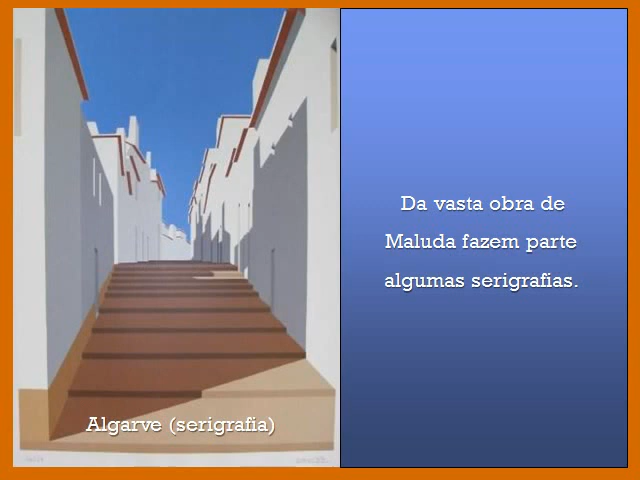 Da vasta obra de
Maluda fazem parte
algumas serigrafias.
Algarve (serigrafia)